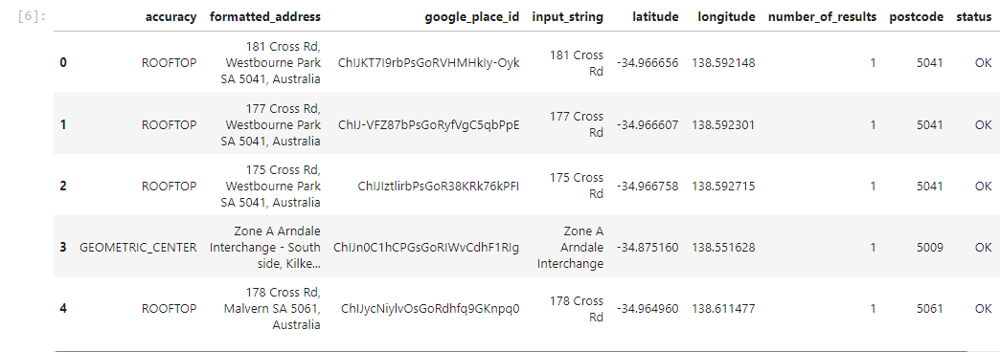 [6]:
accuracy formatted_address google_place_id input_string latitude longitude number_of_results postcode status
181 Cross Rd,
0 ROOFTOP Westbourne Park ChIJKT7I9rbPsGoRVHMHkIy-Oyk 181 Cross Rd -34.966656 138.592148 1 5041 OK
SA 5041, Australia
177 Cross Rd,
1 ROOFTOP Westbourne Park ChIJ-VFZ87bPsGoRyfVgC5qbPpE 177 Cross Rd -34.966607 138.592301 1 5041 OK
SA 5041, Australia
175 Cross Rd,
2 ROOFTOP Westbourne Park ChIJIztlirbPsGoR38KRk76kPFI 175 Cross Rd -34.966758 138.592715 1 5041 OK
SA 5041, Australia
Zone A Arndale Zone A
3 GEOMETRIC_CENTER Interchange - South ChIJn0C1hCPGsGoRIWvCdhF1RIg Arndale -34.875160 138.551628 1 5009 OK
side, Kilke... Interchange
178 Cross Rd,
4 ROOFTOP Malvern SA 5061, ChIJycNiylvOsGoRdhfq9GKnpq0 178 Cross Rd -34.964960 138.611477 1 5061 OK
Australia